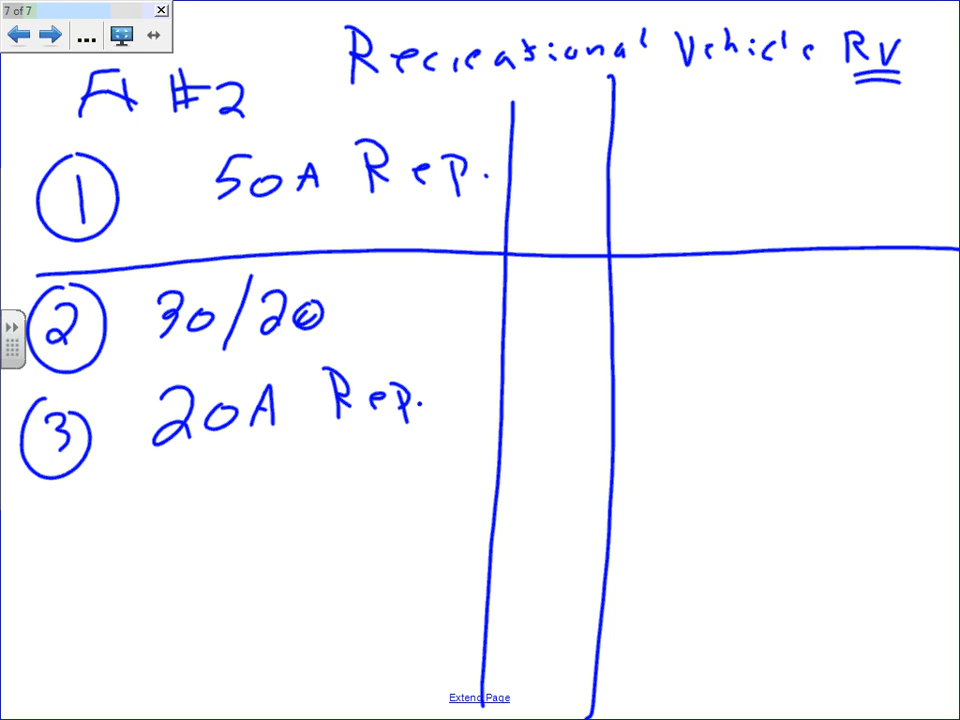 7 of 7
Recreational Vehicle RV
#2
1 50A Rep.
2 30/20
3 20A Rep.
Extend Page